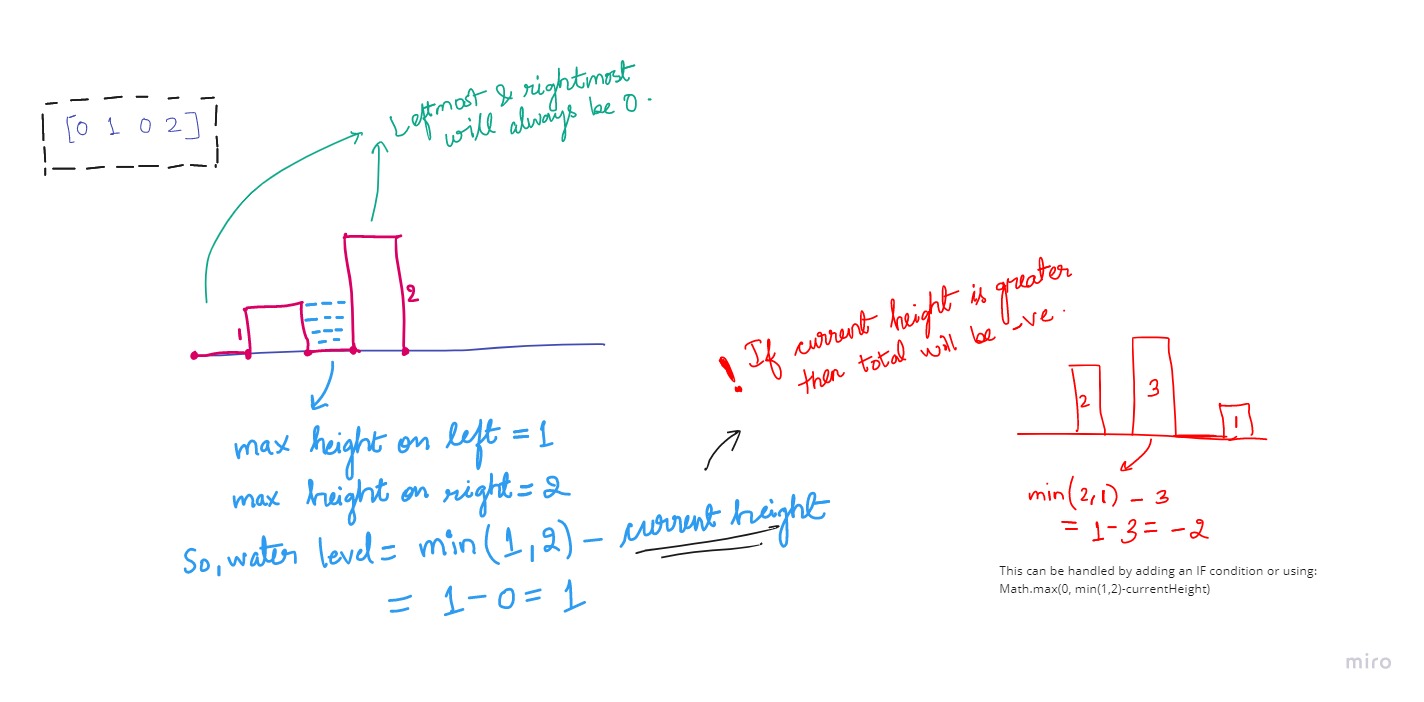 [0 1 0 2]
Leftmost & rightmost
will always be 0.
1
2
max height on left = 1
max height on right = 2
So, water level = min(1,2) - current height
= 1 - 0 = 1
! If current height is greater
then total will be -ve.
2
3
1
min(2,1) - 3
= 1-3 = -2
This can be handled by adding an IF condition or using:
Math.max(0, min(1,2)-currentHeight)
miro